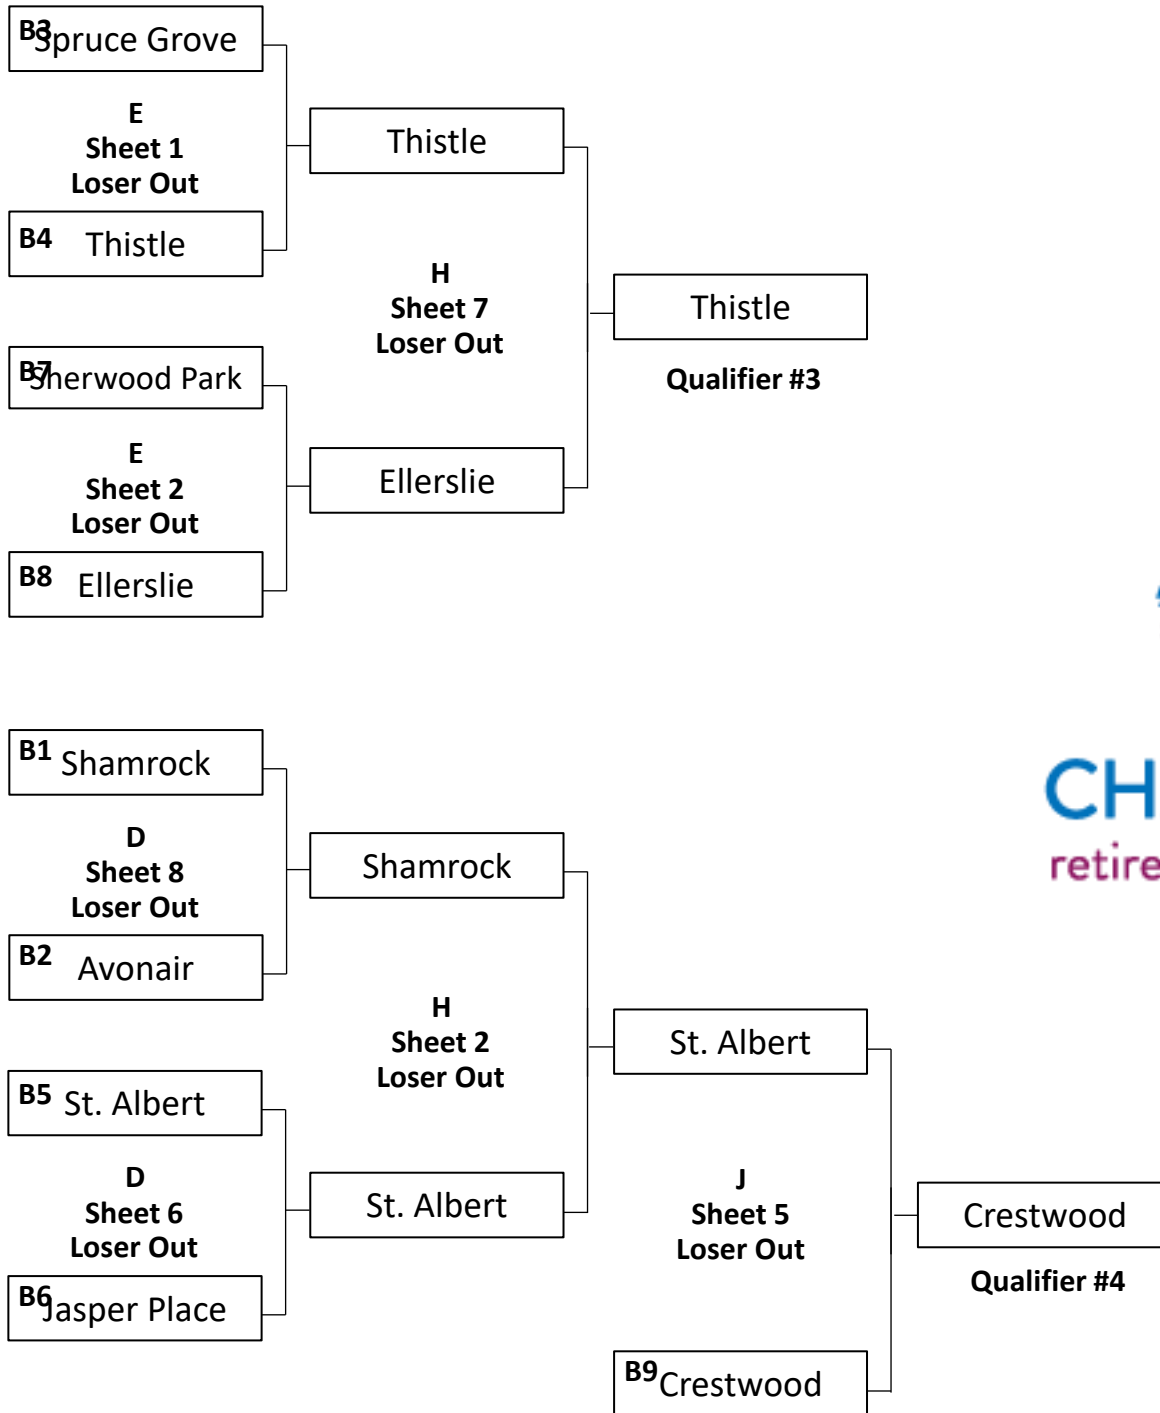 B3 Spruce Grove
E
Sheet 1
Loser Out
B4 Thistle
Thistle
H
Sheet 7
Loser Out
Thistle
Qualifier #3
B7 Sherwood Park
E
Sheet 2
Loser Out
B8 Ellerslie
Ellerslie
B1 Shamrock
D
Sheet 8
Loser Out
B2 Avonair
Shamrock
H
Sheet 2
Loser Out
St. Albert
B5 St. Albert
D
Sheet 6
Loser Out
B6 Jasper Place
St. Albert
J
Sheet 5
Loser Out
Crestwood
Qualifier #4
B9 Crestwood
CH
retire